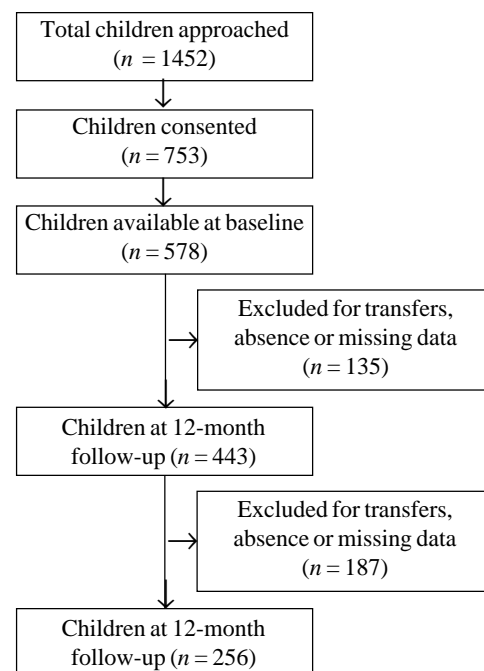 Total children approached
(n = 1452)
Children consented
(n = 753)
Children available at baseline
(n = 578)
Excluded for transfers,
absence or missing data
(n = 135)
Children at 12-month
follow-up (n = 443)
Excluded for transfers,
absence or missing data
(n = 187)
Children at 12-month
follow-up (n = 256)